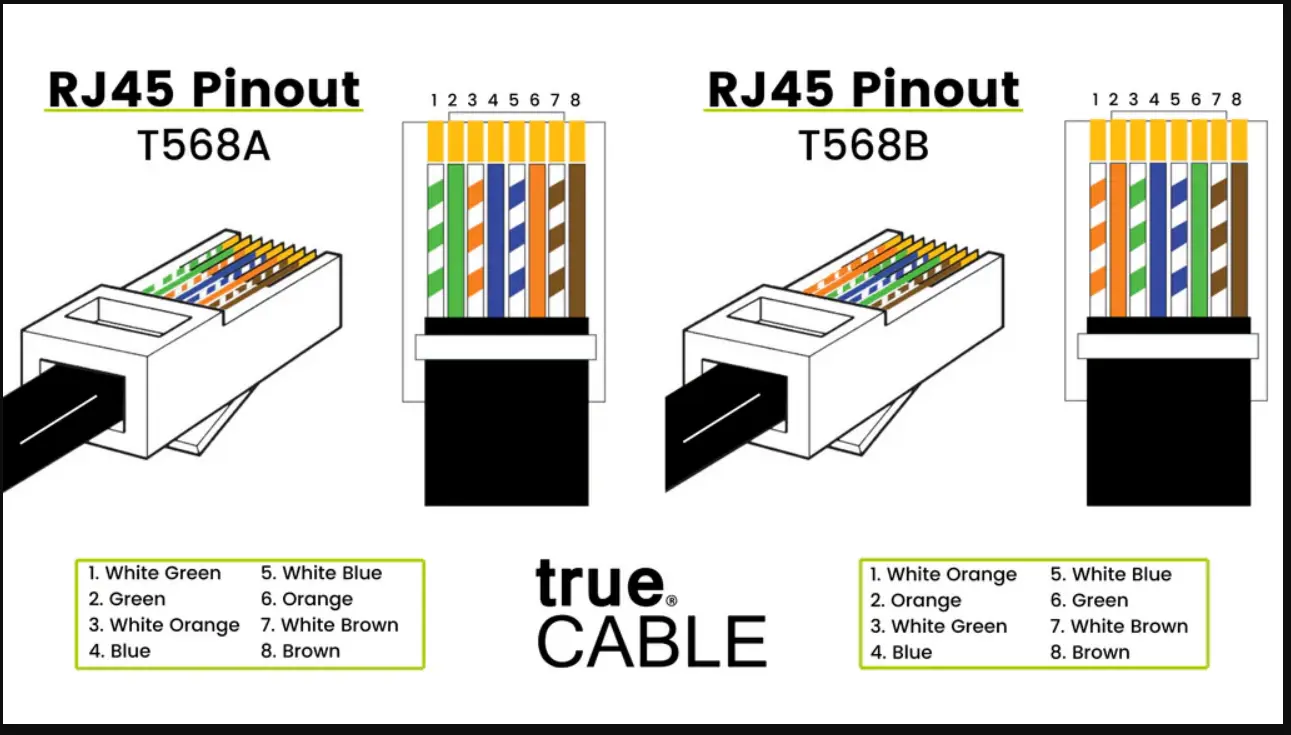 RJ45 Pinout
T568A
1 2 3 4 5 6 7 8
RJ45 Pinout
T568B
1 2 3 4 5 6 7 8
1. White Green
2. Green
3. White Orange
4. Blue
5. White Blue
6. Orange
7. White Brown
8. Brown
true®
CABLE
1. White Orange
2. Orange
3. White Green
4. Blue
5. White Blue
6. Green
7. White Brown
8. Brown